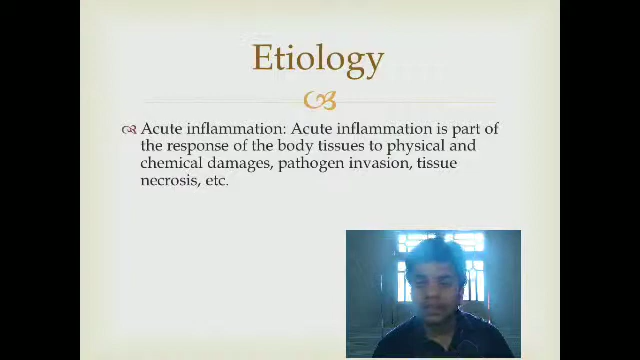 Etiology
Acute inflammation: Acute inflammation is part of
the response of the body tissues to physical and
chemical damages, pathogen invasion, tissue
necrosis, etc.